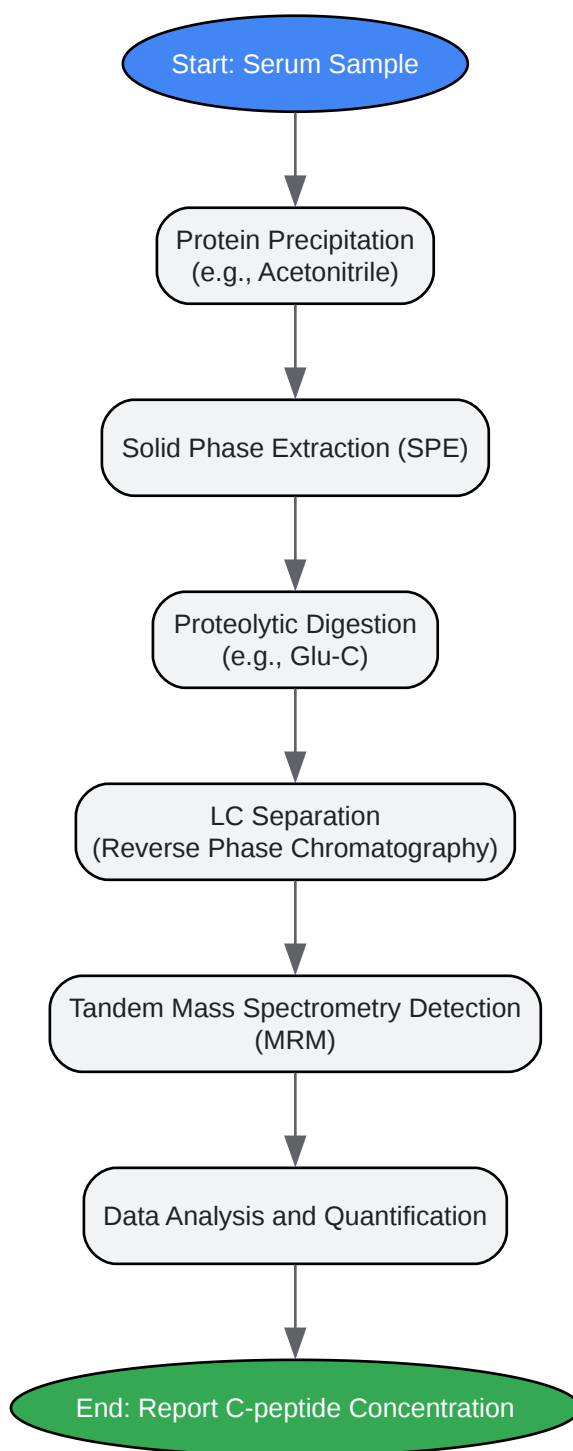 Start: Serum Sample
Protein Precipitation
(e.g., Acetonitrile)
Solid Phase Extraction (SPE)
Proteolytic Digestion
(e.g., Glu-C)
LC Separation
(Reverse Phase Chromatography)
Tandem Mass Spectrometry Detection
(MRM)
Data Analysis and Quantification
End: Report C-peptide Concentration